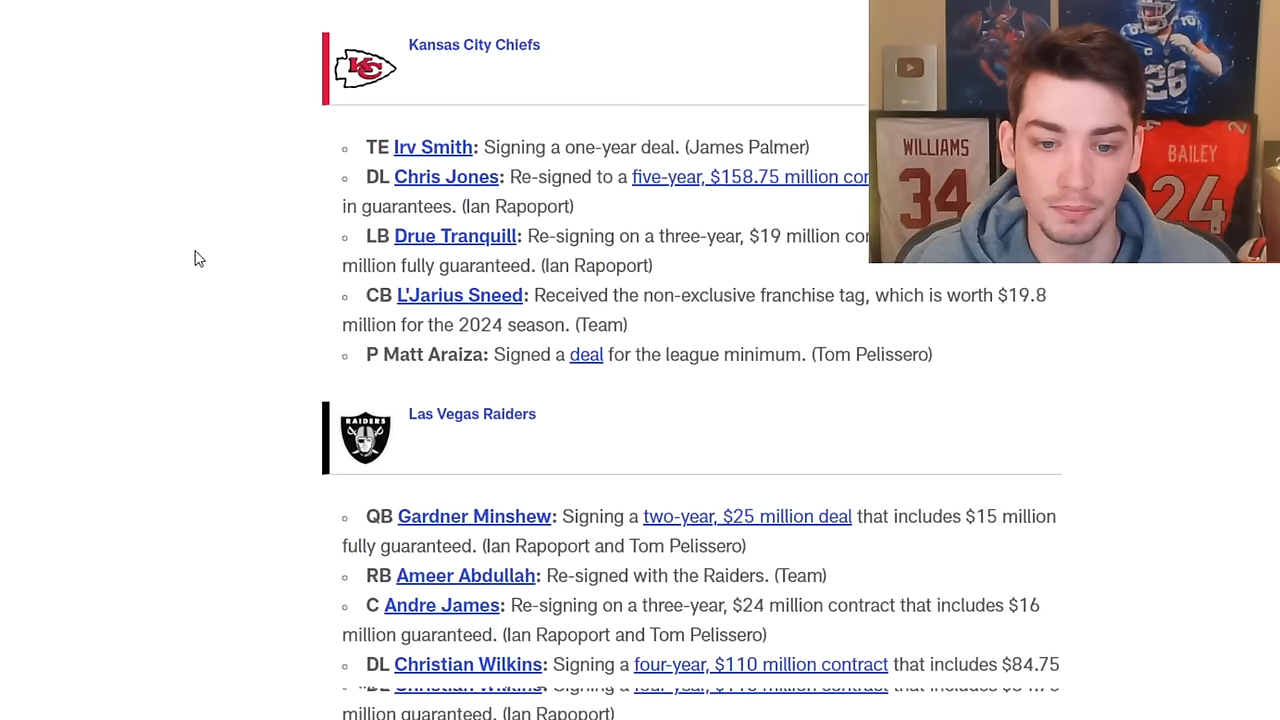 Kansas City Chiefs
KC
TE Irv Smith: Signing a one-year deal. (James Palmer)
DL Chris Jones: Re-signed to a five-year, $158.75 million con
in guarantees. (Ian Rapoport)
LB Drue Tranquill: Re-signing on a three-year, $19 million con
million fully guaranteed. (Ian Rapoport)
CB L'Jarius Sneed: Received the non-exclusive franchise tag, which is worth $19.8
million for the 2024 season. (Team)
P Matt Araiza: Signed a deal for the league minimum. (Tom Pelissero)
26
WILLIAMS
34
BAILEY
24
2
Las Vegas Raiders
RAIDERS
QB Gardner Minshew: Signing a two-year, $25 million deal that includes $15 million
fully guaranteed. (Ian Rapoport and Tom Pelissero)
RB Ameer Abdullah: Re-signed with the Raiders. (Team)
C Andre James: Re-signing on a three-year, $24 million contract that includes $16
million guaranteed. (Ian Rapoport and Tom Pelissero)
DL Christian Wilkins: Signing a four-year, $110 million contract that includes $84.75
million guaranteed. (Ian Rapoport)